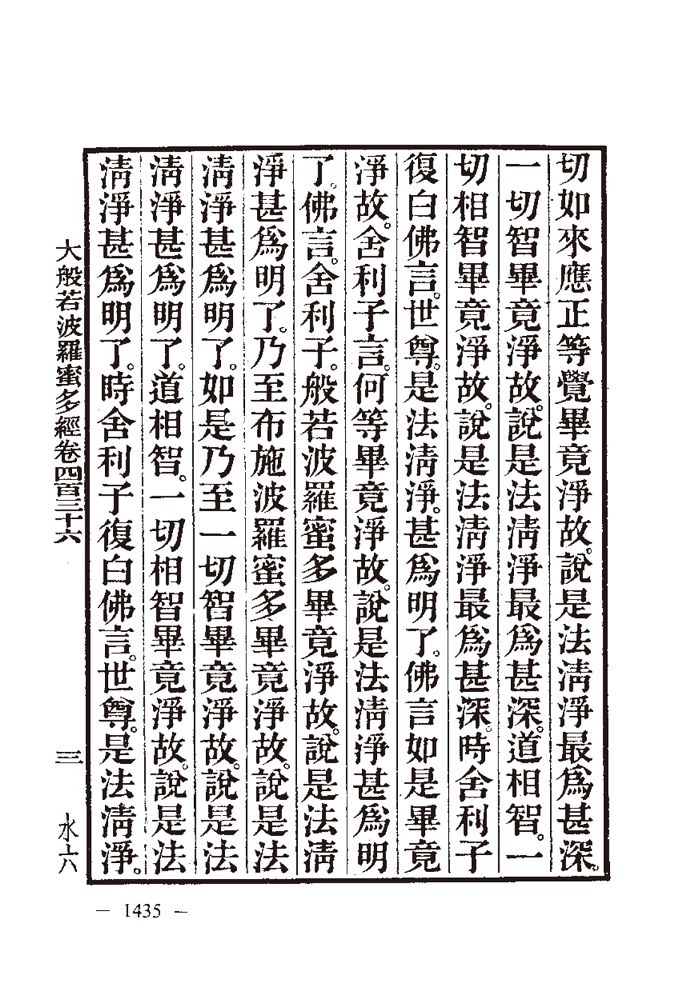 切如來應正等覺畢竟淨故。說是法淸淨最爲甚深。
一切智畢竟淨故。說是法淸淨最爲甚深。道相智。一
切相智畢竟淨故。說是法淸淨最爲甚深。時舍利子
復白佛言。世尊。是法淸淨。甚爲明了。佛言如是畢竟
淨故。舍利子言。何等畢竟淨故。說是法淸淨甚爲明
了。佛言。舍利子。般若波羅蜜多畢竟淨故。說是法淸
淨甚爲明了。乃至布施波羅蜜多畢竟淨故。說是法
淸淨甚爲明了。如是乃至一切智畢竟淨故。說是法
淸淨甚爲明了。道相智。一切相智畢竟淨故。說是法
淸淨甚爲明了。時舍利子復白佛言。世尊。是法淸淨。
大般若波羅蜜多經卷四百三十六 三 水六
— 1435 —